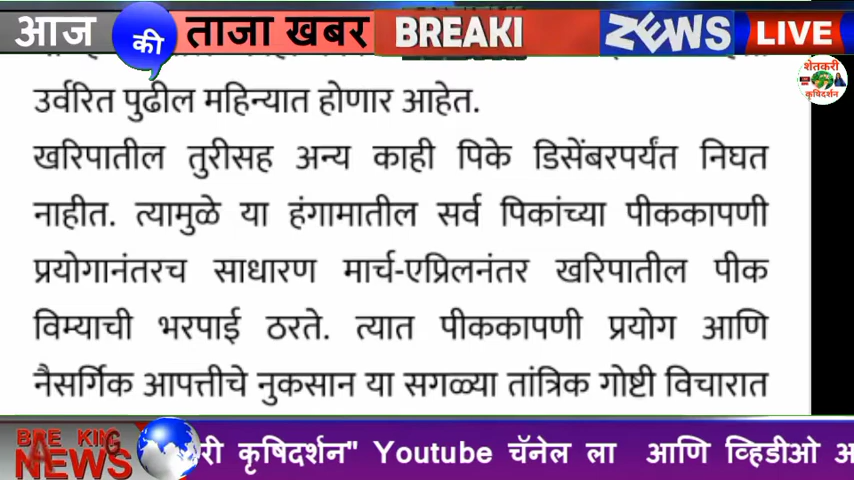 आज की ताजा खबर BREAKI ZEWS LIVE
शेतकरी
कृषिदर्शन
उर्वरित पुढील महिन्यात होणार आहेत.
खरिपातील तुरीसह अन्य काही पिके डिसेंबरपर्यंत निघत
नाहीत. त्यामुळे या हंगामातील सर्व पिकांच्या पीककापणी
प्रयोगानंतरच साधारण मार्च-एप्रिलनंतर खरिपातील पीक
विम्याची भरपाई ठरते. त्यात पीककापणी प्रयोग आणि
नैसर्गिक आपत्तीचे नुकसान या सगळ्या तांत्रिक गोष्टी विचारात
NEWS री कृषिदर्शन" Youtube चॅनेल ला आणि व्हिडीओ अ